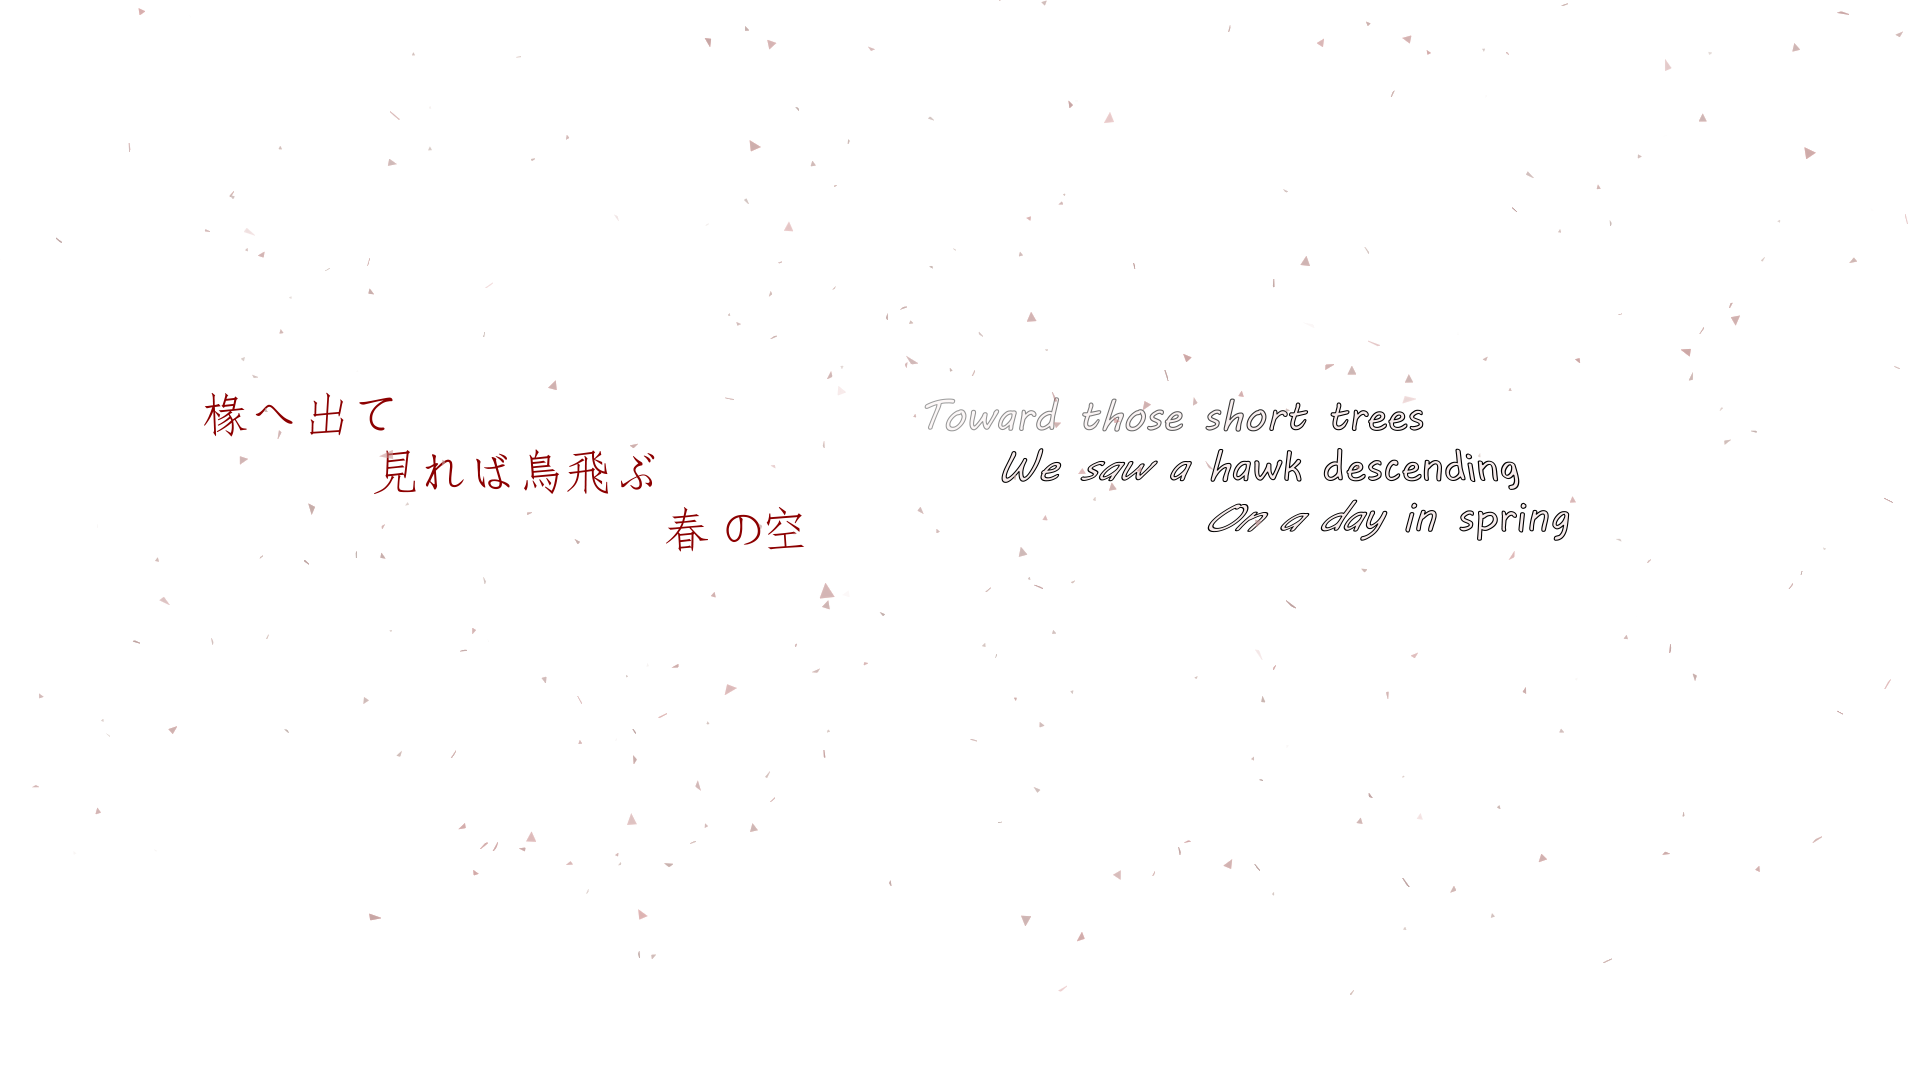 椽へ出て
見れば鳥飛ぶ
春の空
Toward those short trees
We saw a hawk descending
On a day in spring